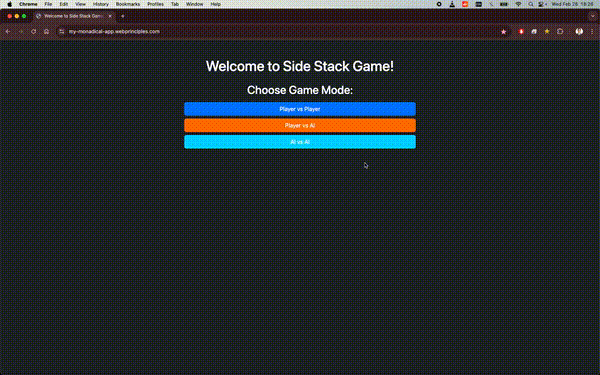 Chrome File Edit View History Bookmarks Profiles Tab Window Help
Wed Feb 28 18:26
Welcome to Side Stack Game
my-monadical-app.webprinciples.com
Welcome to Side Stack Game!
Choose Game Mode:
Player vs Player
Player vs AI
AI vs AI